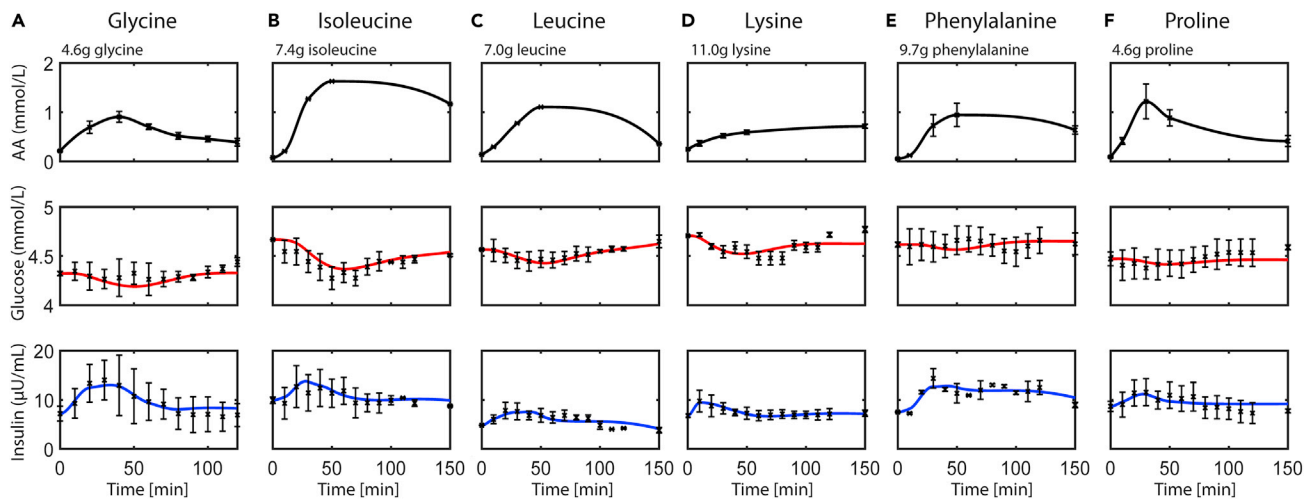 A Glycine B Isoleucine C Leucine D Lysine E Phenylalanine F Proline
4.6g glycine 7.4g isoleucine 7.0g leucine 11.0g lysine 9.7g phenylalanine 4.6g proline
AA (mmol/L)
2
1
0
Glucose (mmol/L)
5
4.5
4
Insulin (μU/mL)
20
10
0
0 50 100 0 50 100 150 0 50 100 150 0 50 100 150 0 50 100 150 0 50 100 150
Time [min] Time [min] Time [min] Time [min] Time [min] Time [min]